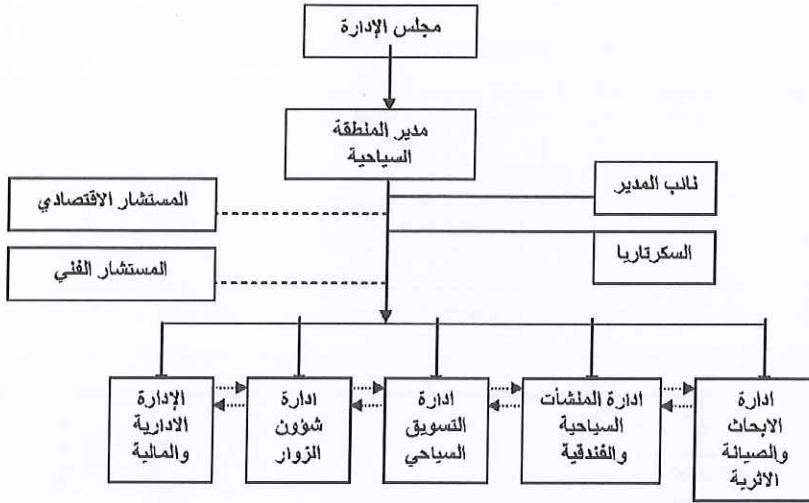 مجلس الإدارة
مدير المنطقة
السياحية
نائب المدير
المستشار الاقتصادي
السكرتاريا
المستشار الفني
ادارة
الابحاث
والصيانة
الاثرية
ادارة المنشأت
السياحية
والفندقية
ادارة
التسويق
السياحي
ادارة
شؤون
الزوار
الإدارة
الادارية
والمالية